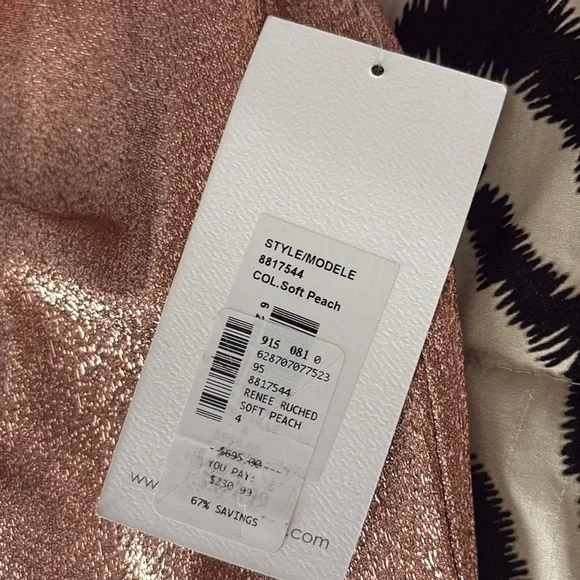 STYLE/MODELE
8817544
COL.Soft Peach
915 081 0
628707077523
95
8817544
RENEE RUCHED
SOFT PEACH
4
$695.00
YOU PAY:
$230.99
67% SAVINGS
www
.com